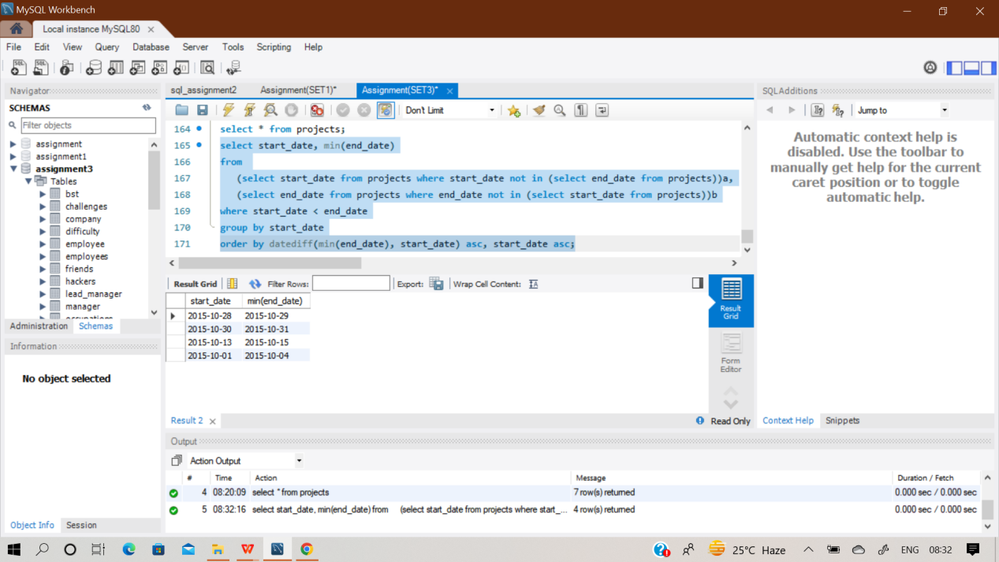 MySQL Workbench
Local instance MySQL80
File Edit View Query Database Server Tools Scripting Help
Navigator
SCHEMAS
Filter objects
assignment
assignment1
assignment3
Tables
bst
challenges
company
difficulty
employee
employees
friends
hackers
lead_manager
manager
occupations
Administration Schemas
Information
No object selected
Object Info Session
sql_assignment2 Assignment(SET1)* Assignment(SET3)*
Don't Limit
164 select * from projects;
165 select start_date, min(end_date)
166 from
167 (select start_date from projects where start_date not in (select end_date from projects))a,
168 (select end_date from projects where end_date not in (select start_date from projects))b
169 where start_date < end_date
170 group by start_date
171 order by datediff(min(end_date), start_date) asc, start_date asc;
Result Grid Filter Rows: Export: Wrap Cell Content:
start_date min(end_date)
2015-10-28 2015-10-29
2015-10-30 2015-10-31
2015-10-13 2015-10-15
2015-10-01 2015-10-04
Result
Grid
Form
Editor
Result 2
Read Only
SQLAdditions
Jump to
Automatic context help is
disabled. Use the toolbar to
manually get help for the current
caret position or to toggle
automatic help.
Context Help Snippets
Output
Action Output
# Time Action Message Duration / Fetch
4 08:20:09 select * from projects 7 row(s) returned 0.000 sec / 0.000 sec
5 08:32:16 select start_date, min(end_date) from (select start_date from projects where start_... 4 row(s) returned 0.000 sec / 0.000 sec
25°C Haze ENG 08:32